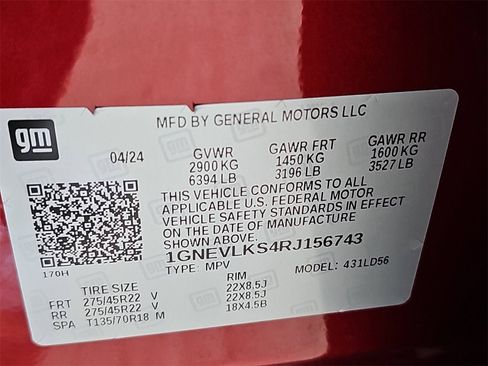 gm
MFD BY GENERAL MOTORS LLC
04/24 GVWR GAWR FRT GAWR RR
2900 KG 1450 KG 1600 KG
6394 LB 3196 LB 3527 LB
THIS VEHICLE CONFORMS TO ALL
APPLICABLE U.S. FEDERAL MOTOR
VEHICLE SAFETY STANDARDS IN EFFECT
ON THE DATE OF MANUFACTURE
SHOWN ABOVE.
1GNEVLKS4RJ156743
170H TYPE: MPV MODEL: 431LD56
TIRE SIZE RIM
FRT 275/45R22 V 22X8.5J
RR 275/45R22 V 22X8.5J
SPA T135/70R18 M 18X4.5B